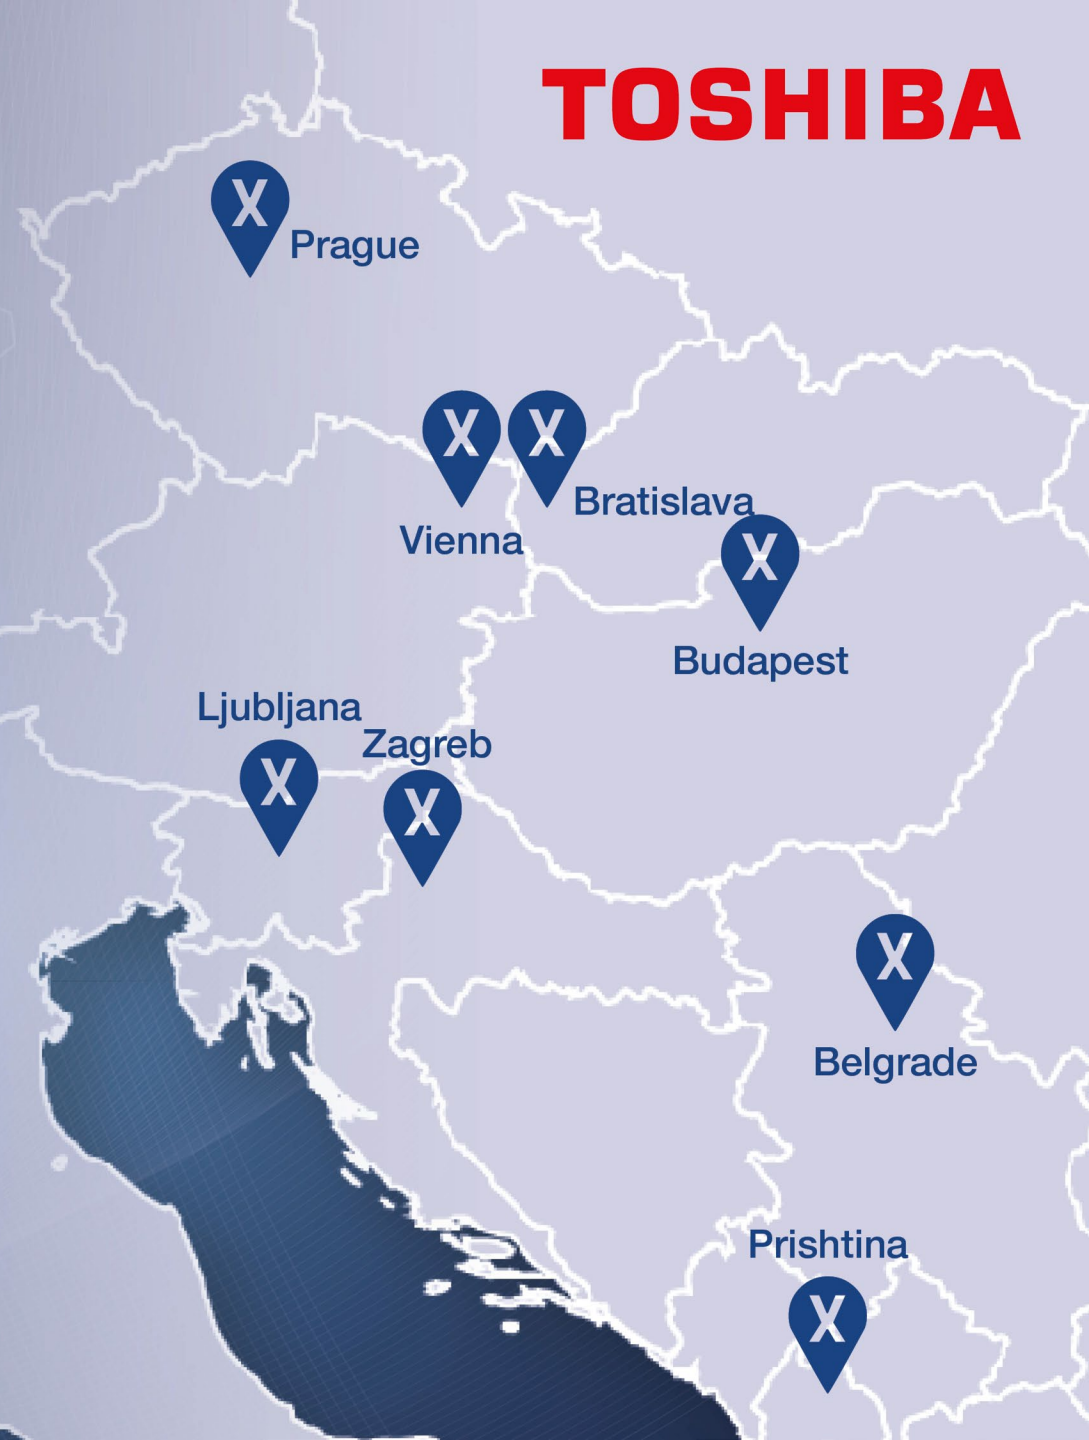 TOSHIBA
X
Prague
X
X
Bratislava
Vienna
X
Budapest
Ljubljana
Zagreb
X
X
X
Belgrade
Prishtina
X